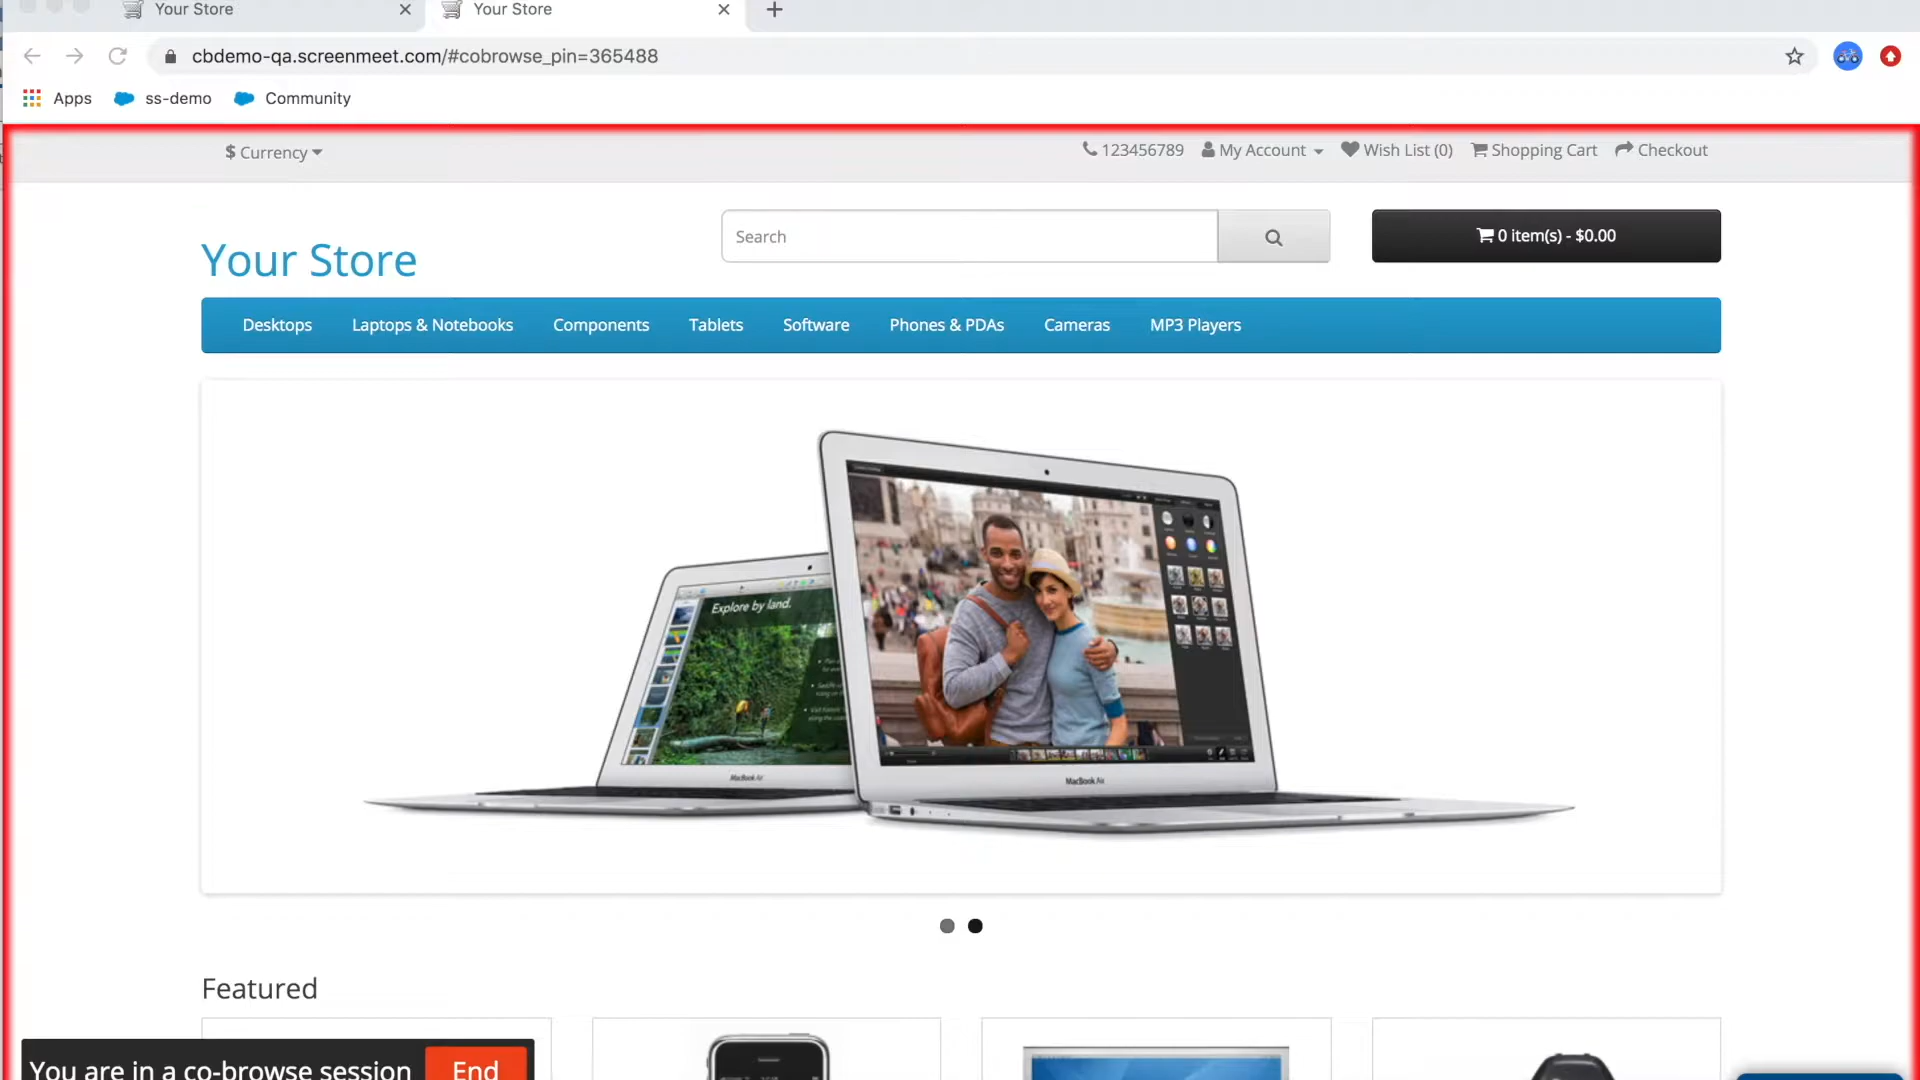 Your Store
Your Store
cbdemo-qa.screenmeet.com/#cobrowse_pin=365488
Apps ss-demo Community
$ Currency 123456789 My Account Wish List (0) Shopping Cart Checkout
Your Store Search 0 item(s) - $0.00
Desktops Laptops & Notebooks Components Tablets Software Phones & PDAs Cameras MP3 Players
Explore by land.
MacBook Air
MacBook Air
Featured
You are in a co-browse session End